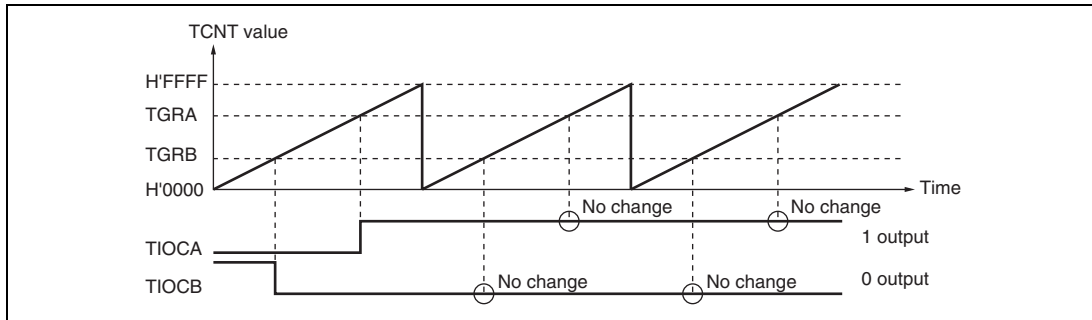 TCNT value
H'FFFF
TGRA
TGRB
H'0000
Time
No change
No change
TIOCA
1 output
No change
No change
TIOCB
0 output